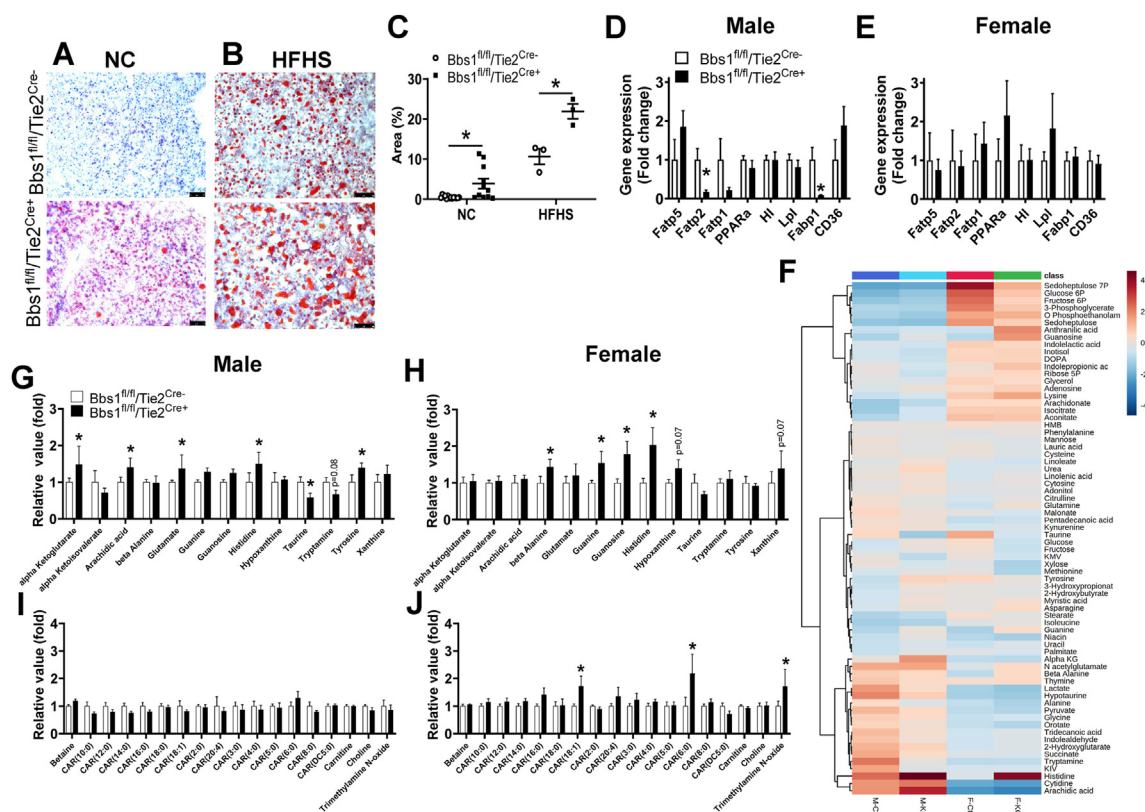 A
NC
B
HFHS
Bbs1fl/fl/Tie2Cre-
Bbs1fl/fl/Tie2Cre+
C
Bbs1fl/fl/Tie2Cre-
Bbs1fl/fl/Tie2Cre+
Area (%)
40
30
20
10
0
*
*
NC
HFHS
D
Male
Bbs1fl/fl/Tie2Cre-
Bbs1fl/fl/Tie2Cre+
Gene expression
(Fold change)
4
3
2
1
0
*
*
Fatp5
Fatp2
Fatp1
PPARa
Hl
Lpl
Fabp1
CD36
E
Female
Gene expression
(Fold change)
4
3
2
1
0
Fatp5
Fatp2
Fatp1
PPARa
Hl
Lpl
Fabp1
CD36
F
class
Sedoheptulose 7P
Glucose 6P
Fructose 6P
3-Phosphoglycerate
O Phosphoethanolam
Sedoheptulose
Anthranilic acid
Guanosine
Indolelactic acid
Inotisol
DOPA
Indolepropionic ac
Ribose 5P
Glycerol
Adenosine
Lysine
Arachidonate
Isocitrate
Aconitate
HMB
Phenylalanine
Mannose
Lauric acid
Cysteine
Linoleate
Urea
Linolenic acid
Cytosine
Adonitol
Citrulline
Glutamine
Malonate
Pentadecanoic acid
Kynurenine
Taurine
Glucose
Fructose
KMV
Xylose
Methionine
Tyrosine
3-Hydroxypropionat
2-Hydroxybutyrate
Myristic acid
Asparagine
Stearate
Isoleucine
Guanine
Niacin
Uracil
Palmitate
Alpha KG
N acetylglutamate
Beta Alanine
Thymine
Lactate
Hypotaurine
Alanine
Pyruvate
Glycine
Orotate
Tridecanoic acid
Indolealdehyde
2-Hydroxyglutarate
Succinate
Tryptamine
KIV
Histidine
Cytidine
Arachidic acid
4
2
0
-2
-4
G
Male
Bbs1fl/fl/Tie2Cre-
Bbs1fl/fl/Tie2Cre+
Relative value (fold)
4
3
2
1
0
*
*
*
*
*
p=0.08
*
alpha Ketoglutarate
alpha Ketoisovalerate
Arachidic acid
beta Alanine
Glutamate
Guanine
Guanosine
Histidine
Hypoxanthine
Taurine
Tryptamine
Tyrosine
Xanthine
H
Female
Relative value (fold)
4
3
2
1
0
*
*
*
*
p=0.07
p=0.07
alpha Ketoglutarate
alpha Ketoisovalerate
Arachidic acid
beta Alanine
Glutamate
Guanine
Guanosine
Histidine
Hypoxanthine
Taurine
Tryptamine
Tyrosine
Xanthine
I
Relative value (fold)
4
3
2
1
0
Betaine
CAR(10:0)
CAR(12:0)
CAR(14:0)
CAR(16:0)
CAR(18:0)
CAR(18:1)
CAR(2:0)
CAR(20:4)
CAR(3:0)
CAR(4:0)
CAR(5:0)
CAR(6:0)
CAR(8:0)
CAR(DC5:0)
Carnitine
Choline
Trimethylamine N-oxide
J
Relative value (fold)
4
3
2
1
0
*
*
*
Betaine
CAR(10:0)
CAR(12:0)
CAR(14:0)
CAR(16:0)
CAR(18:0)
CAR(18:1)
CAR(2:0)
CAR(20:4)
CAR(3:0)
CAR(4:0)
CAR(5:0)
CAR(6:0)
CAR(8:0)
CAR(DC5:0)
Carnitine
Choline
Trimethylamine N-oxide